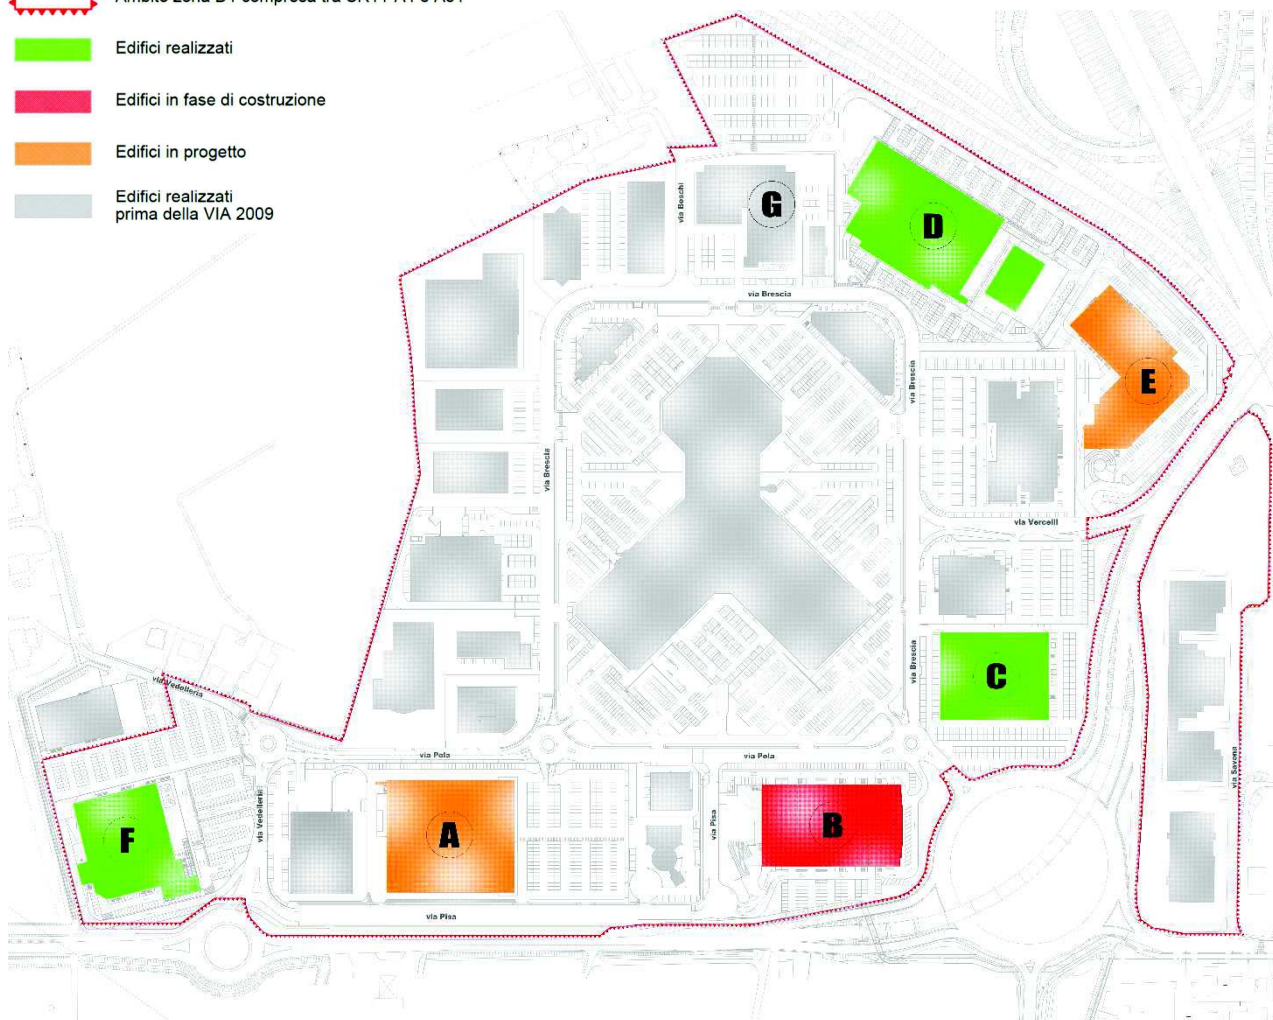 Edifici realizzati
Edifici in fase di costruzione
Edifici in progetto
Edifici realizzati
prima della VIA 2009
via Boschi
G
D
via Brescia
E
via Brescia
via Brescia
via Vercelli
via Brescia
C
via Vedelleria
via Pola
via Pola
via Savona
via Vedelleria
via Pisa
F
A
B
via Pisa